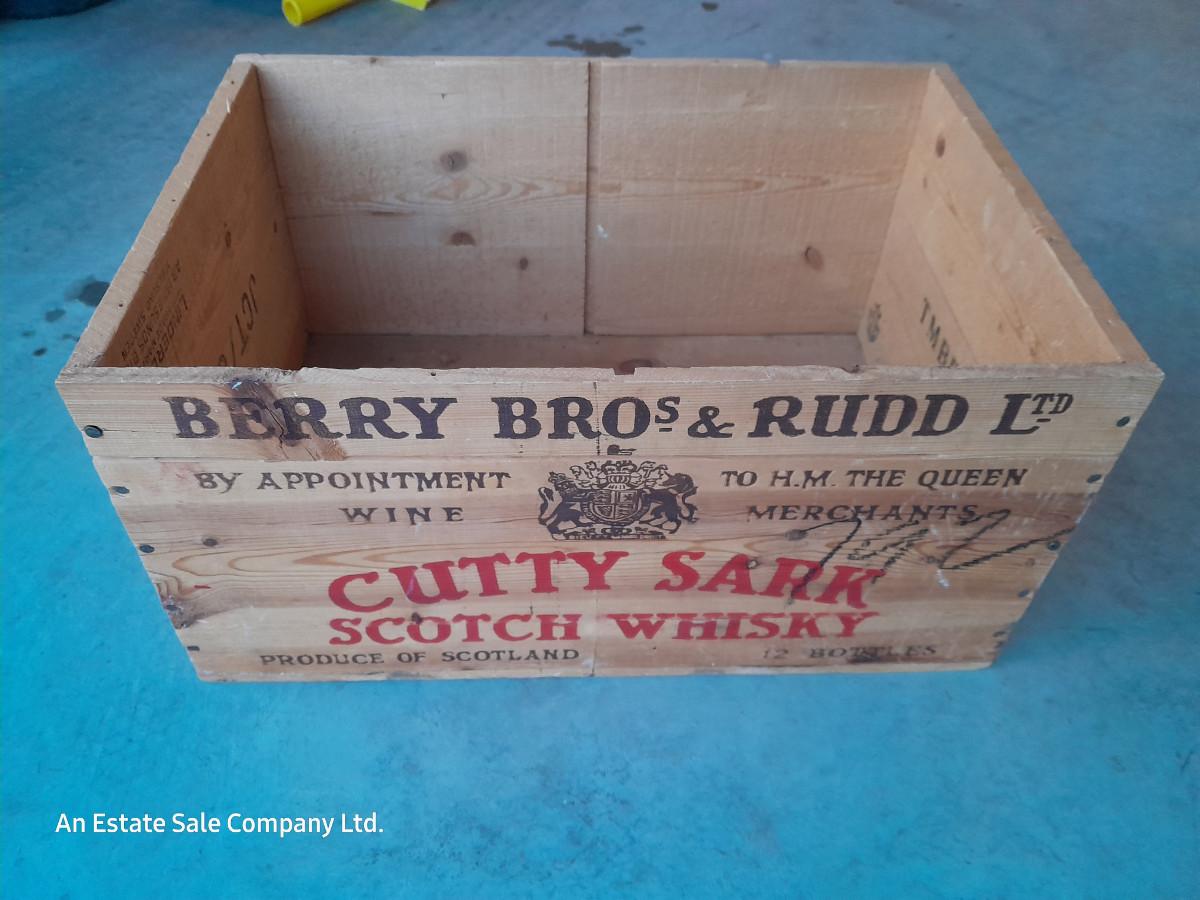 BERRY BROS & RUDD LTD
BY APPOINTMENT TO H.M. THE QUEEN
WINE MERCHANTS
CUTTY SARK
SCOTCH WHISKY
PRODUCE OF SCOTLAND 12 BOTTLES
An Estate Sale Company Ltd.